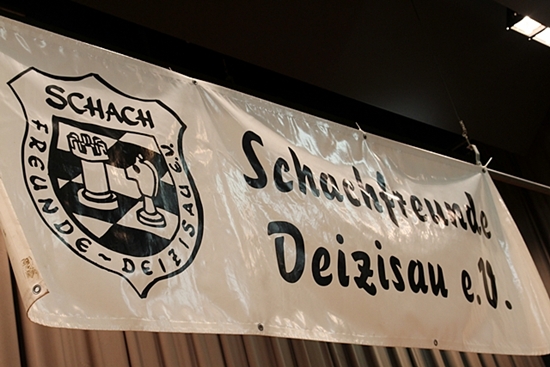 SCHACH
FREUNDE~DEIZISAU e.V.
Schachfreunde
Deizisau e.V.